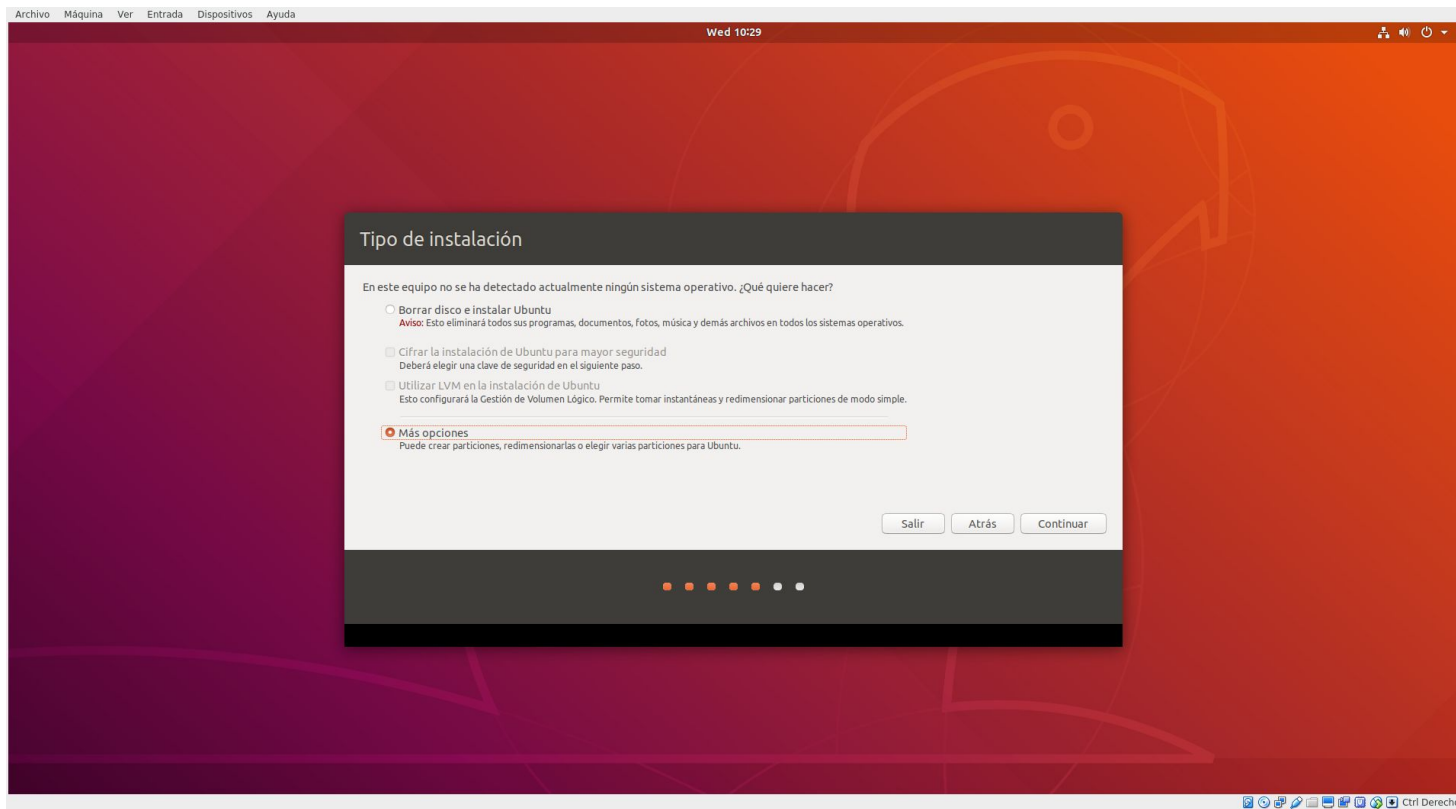 Archivo Máquina Ver Entrada Dispositivos Ayuda
Wed 10:29
Tipo de instalación
En este equipo no se ha detectado actualmente ningún sistema operativo. ¿Qué quiere hacer?
Borrar disco e instalar Ubuntu
Aviso: Esto eliminará todos sus programas, documentos, fotos, música y demás archivos en todos los sistemas operativos.
Cifrar la instalación de Ubuntu para mayor seguridad
Deberá elegir una clave de seguridad en el siguiente paso.
Utilizar LVM en la instalación de Ubuntu
Esto configurará la Gestión de Volumen Lógico. Permite tomar instantáneas y redimensionar particiones de modo simple.
Más opciones
Puede crear particiones, redimensionarlas o elegir varias particiones para Ubuntu.
Salir Atrás Continuar
Ctrl Derech